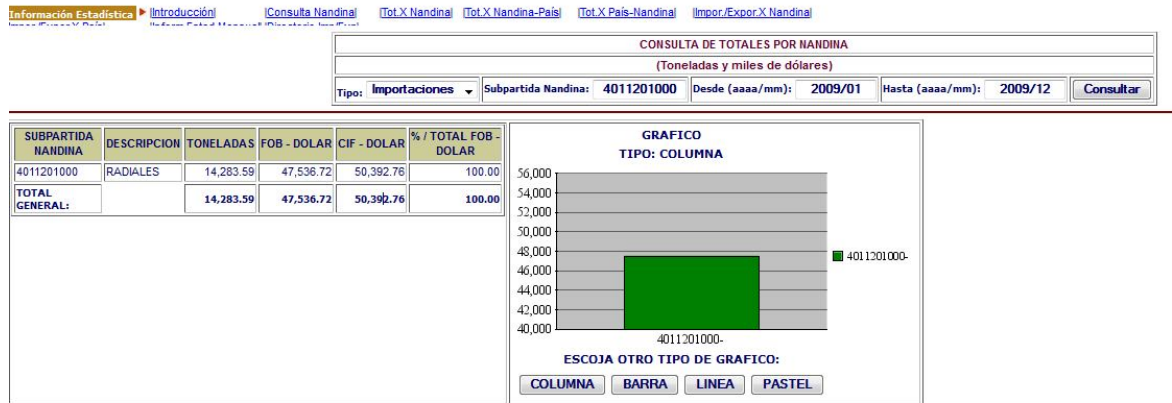 Información Estadística |Introducción| |Consulta Nandina| |Tot.X Nandina| |Tot.X Nandina-País| |Tot.X País-Nandina| |Impor./Expor.X Nandina|
CONSULTA DE TOTALES POR NANDINA
(Toneladas y miles de dólares)
Tipo: Importaciones Subpartida Nandina: 4011201000 Desde (aaaa/mm): 2009/01 Hasta (aaaa/mm): 2009/12 Consultar
SUBPARTIDA NANDINA DESCRIPCION TONELADAS FOB - DOLAR CIF - DOLAR % / TOTAL FOB - DOLAR
4011201000 RADIALES 14,283.59 47,536.72 50,392.76 100.00
TOTAL GENERAL: 14,283.59 47,536.72 50,392.76 100.00
GRAFICO
TIPO: COLUMNA
56,000
54,000
52,000
50,000
48,000
46,000
44,000
42,000
40,000
4011201000-
4011201000-
ESCOJA OTRO TIPO DE GRAFICO:
COLUMNA BARRA LINEA PASTEL